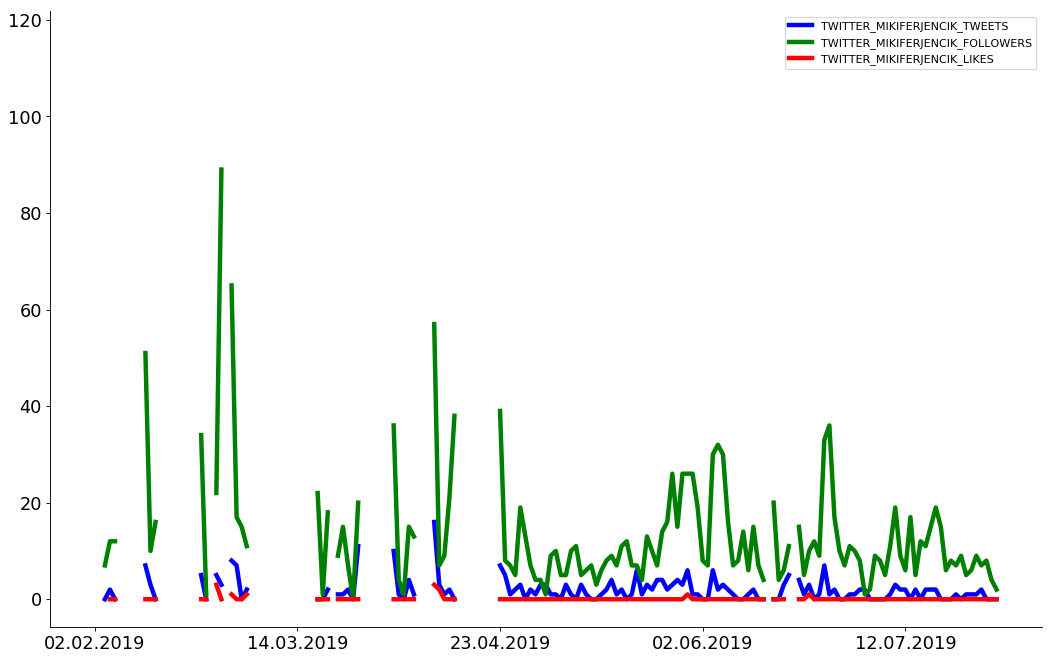 120
100
80
60
40
20
0
TWITTER_MIKIFERJENCIK_TWEETS
TWITTER_MIKIFERJENCIK_FOLLOWERS
TWITTER_MIKIFERJENCIK_LIKES
02.02.2019 14.03.2019 23.04.2019 02.06.2019 12.07.2019